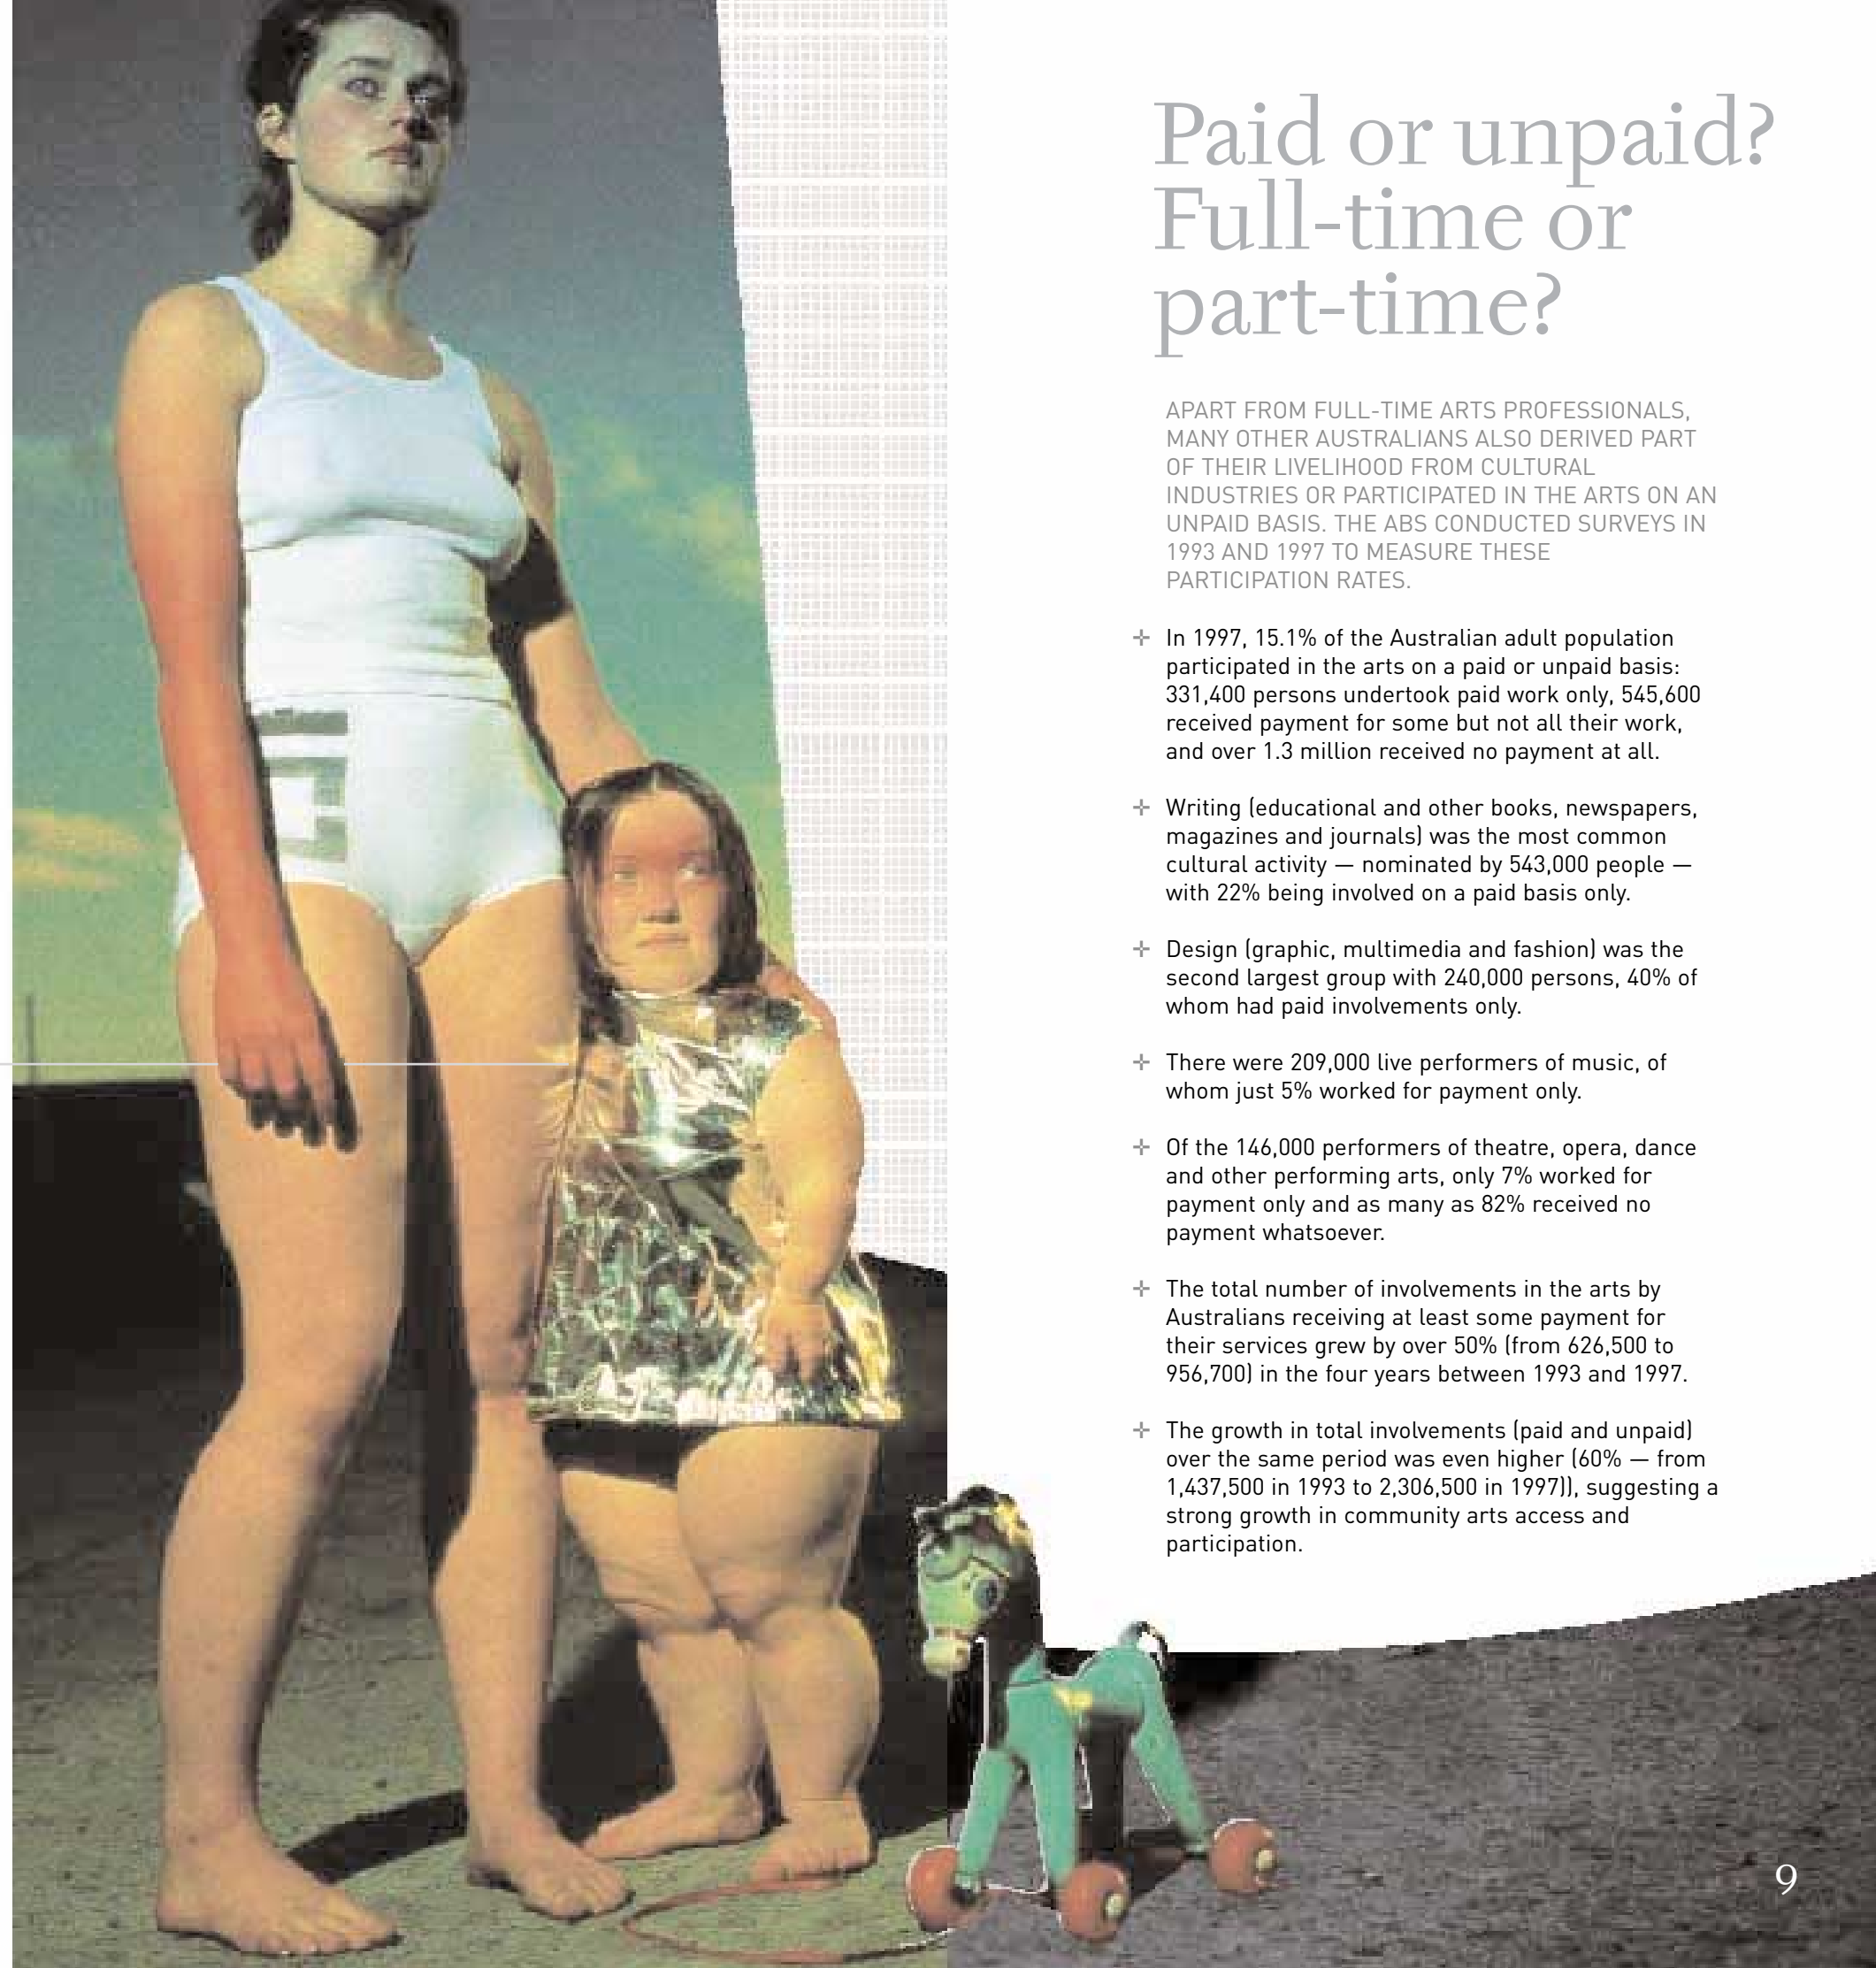 Paid or unpaid?
Full-time or
part-time?
APART FROM FULL-TIME ARTS PROFESSIONALS,
MANY OTHER AUSTRALIANS ALSO DERIVED PART
OF THEIR LIVELIHOOD FROM CULTURAL
INDUSTRIES OR PARTICIPATED IN THE ARTS ON AN
UNPAID BASIS. THE ABS CONDUCTED SURVEYS IN
1993 AND 1997 TO MEASURE THESE
PARTICIPATION RATES.
✛ In 1997, 15.1% of the Australian adult population
participated in the arts on a paid or unpaid basis:
331,400 persons undertook paid work only, 545,600
received payment for some but not all their work,
and over 1.3 million received no payment at all.
✛ Writing (educational and other books, newspapers,
magazines and journals) was the most common
cultural activity — nominated by 543,000 people —
with 22% being involved on a paid basis only.
✛ Design (graphic, multimedia and fashion) was the
second largest group with 240,000 persons, 40% of
whom had paid involvements only.
✛ There were 209,000 live performers of music, of
whom just 5% worked for payment only.
✛ Of the 146,000 performers of theatre, opera, dance
and other performing arts, only 7% worked for
payment only and as many as 82% received no
payment whatsoever.
✛ The total number of involvements in the arts by
Australians receiving at least some payment for
their services grew by over 50% (from 626,500 to
956,700) in the four years between 1993 and 1997.
✛ The growth in total involvements (paid and unpaid)
over the same period was even higher (60% — from
1,437,500 in 1993 to 2,306,500 in 1997)), suggesting a
strong growth in community arts access and
participation.
9